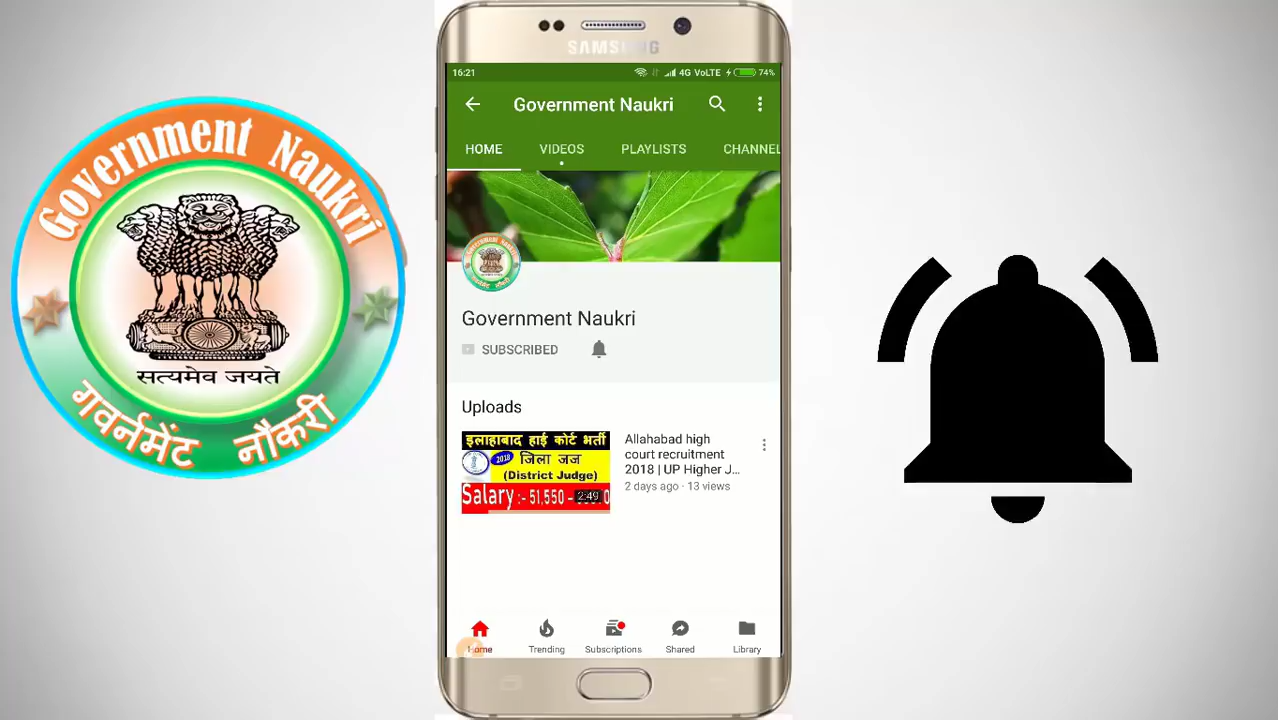 Government Naukri
सत्यमेव जयते
गवर्नमेंट नौकरी
SAMSUNG
16:21
4G VoLTE 74%
Government Naukri
HOME VIDEOS PLAYLISTS CHANNEL
Government Naukri
SUBSCRIBED
Uploads
इलाहाबाद हाई कोर्ट भर्ती
2018 जिला जज
(District Judge)
Salary :- 51,550 –
2:49
Allahabad high
court recruitment
2018 | UP Higher J...
2 days ago · 13 views
Home Trending Subscriptions Shared Library